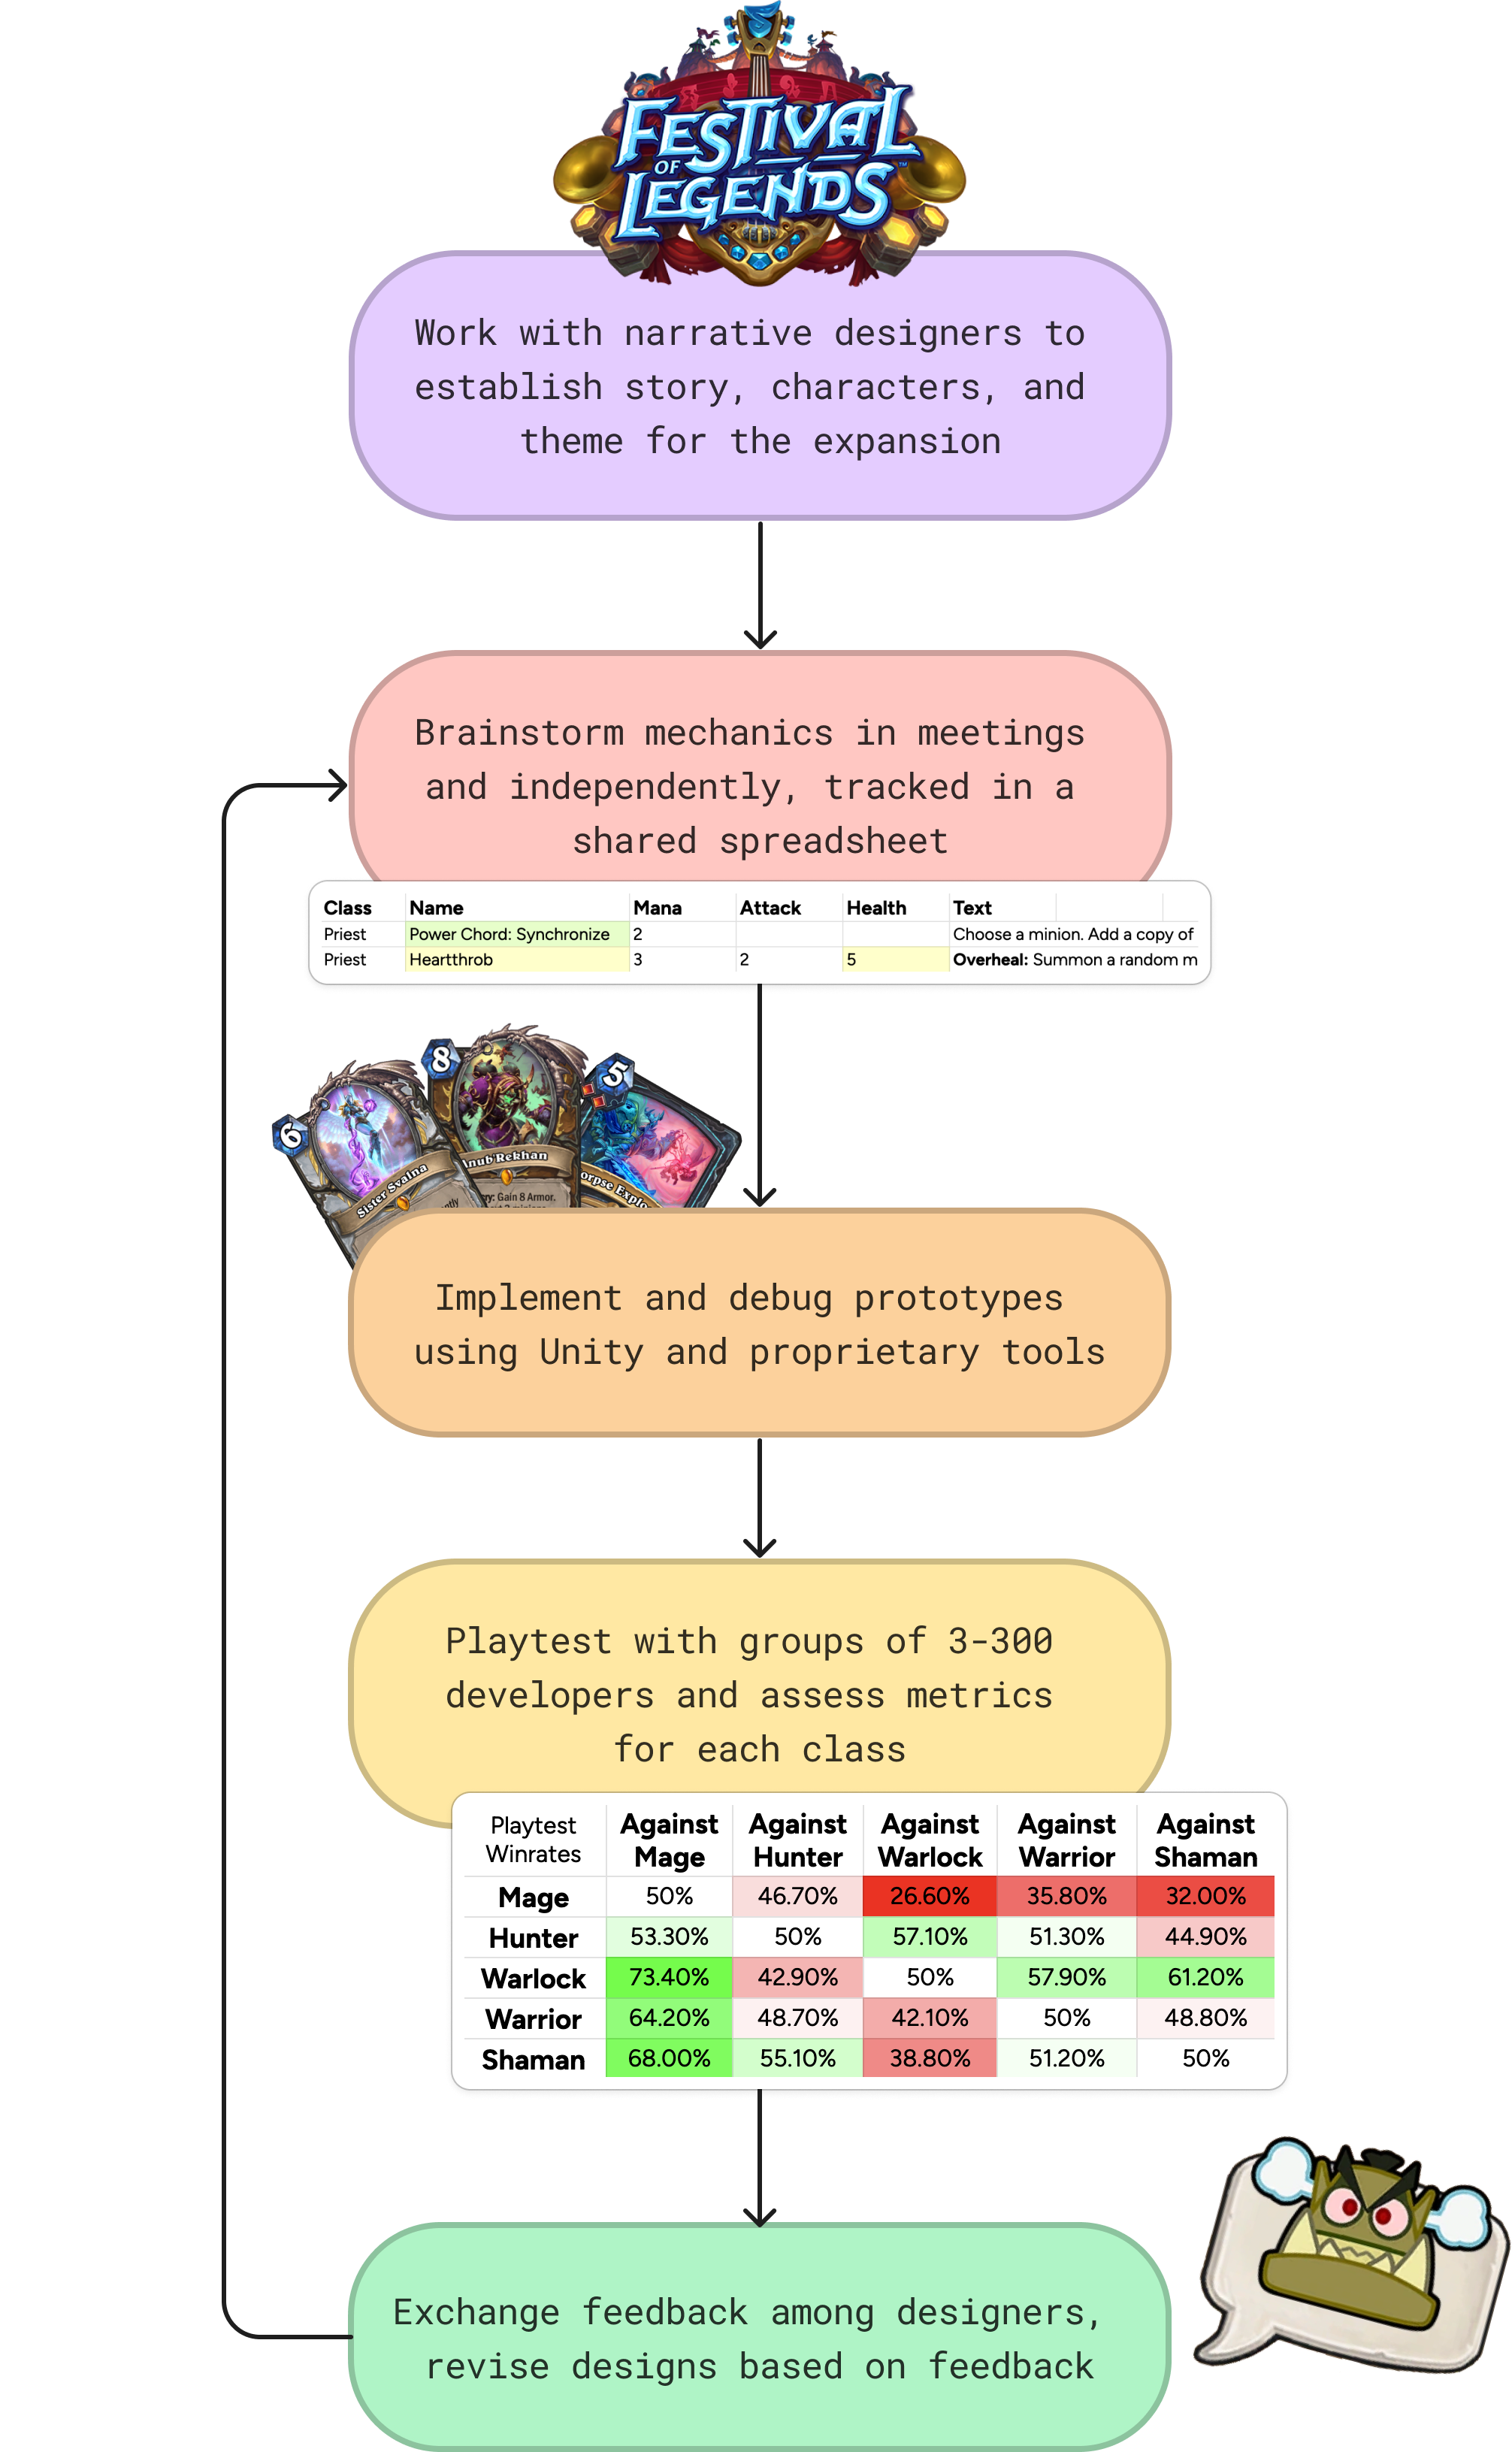 FESTIVAL
OF
LEGENDS™
Work with narrative designers to
establish story, characters, and
theme for the expansion
Brainstorm mechanics in meetings
and independently, tracked in a
shared spreadsheet
Class Name Mana Attack Health Text
Priest Power Chord: Synchronize 2 Choose a minion. Add a copy of
Priest Heartthrob 3 2 5 Overheal: Summon a random m
6
Sister Svalna
8
Anub'Rekhan
ry: Gain 8 Armor.
5
orpse Explo
Implement and debug prototypes
using Unity and proprietary tools
Playtest with groups of 3-300
developers and assess metrics
for each class
Playtest Winrates Against Mage Against Hunter Against Warlock Against Warrior Against Shaman
Mage 50% 46.70% 26.60% 35.80% 32.00%
Hunter 53.30% 50% 57.10% 51.30% 44.90%
Warlock 73.40% 42.90% 50% 57.90% 61.20%
Warrior 64.20% 48.70% 42.10% 50% 48.80%
Shaman 68.00% 55.10% 38.80% 51.20% 50%
Exchange feedback among designers,
revise designs based on feedback